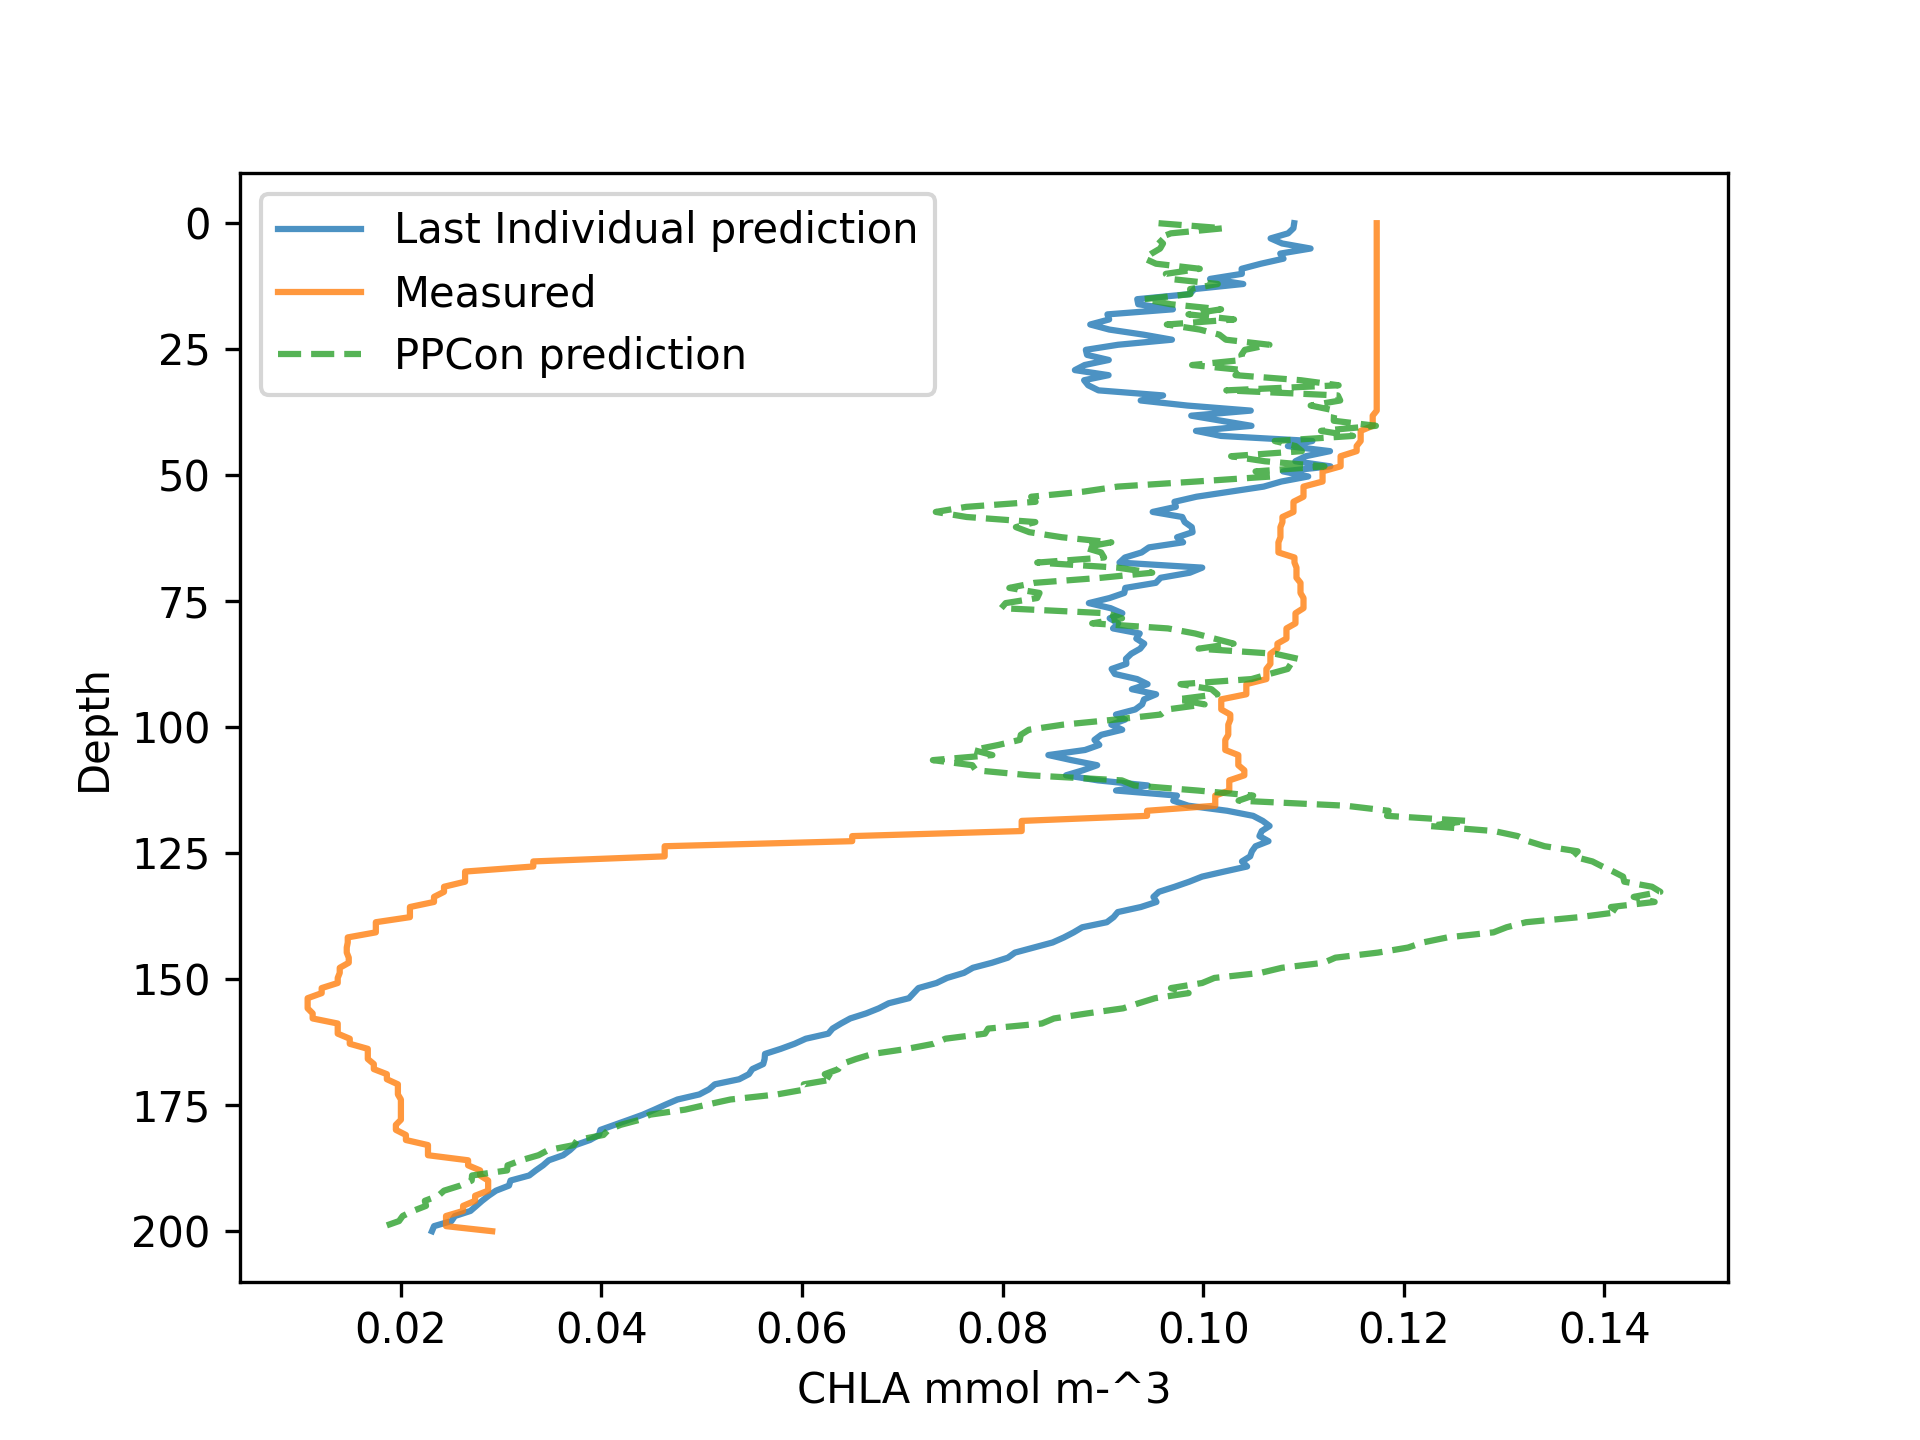 Last Individual prediction
Measured
PPCon prediction
0
25
50
75
100
125
150
175
200
Depth
0.02 0.04 0.06 0.08 0.10 0.12 0.14
CHLA mmol m-^3